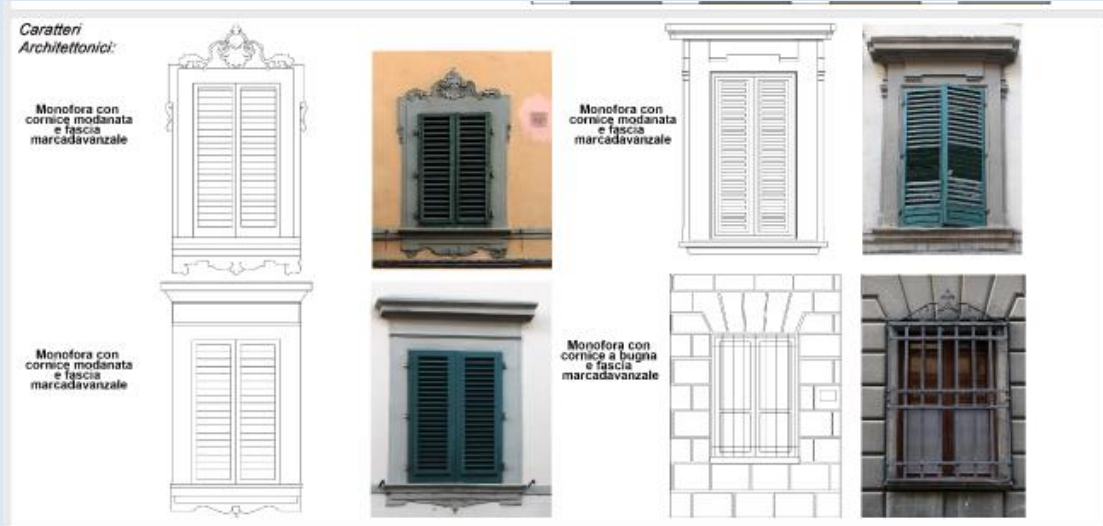 Caratteri
Architettonici:
Monofora con
cornice modanata
e fascia
marcadavanzale
Monofora con
cornice modanata
e fascia
marcadavanzale
Monofora con
cornice modanata
e fascia
marcadavanzale
Monofora con
cornice a bugna
e fascia
marcadavanzale